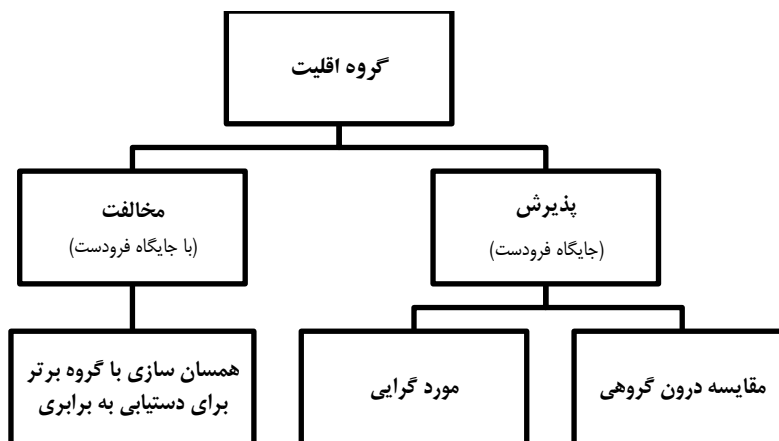 گروه اقلیت
پذیرش
(جایگاه فرودست)
مخالفت
(با جایگاه فرودست)
مقایسه درون گروهی
مورد گرایی
همسان سازی با گروه برتر
برای دستیابی به برابری